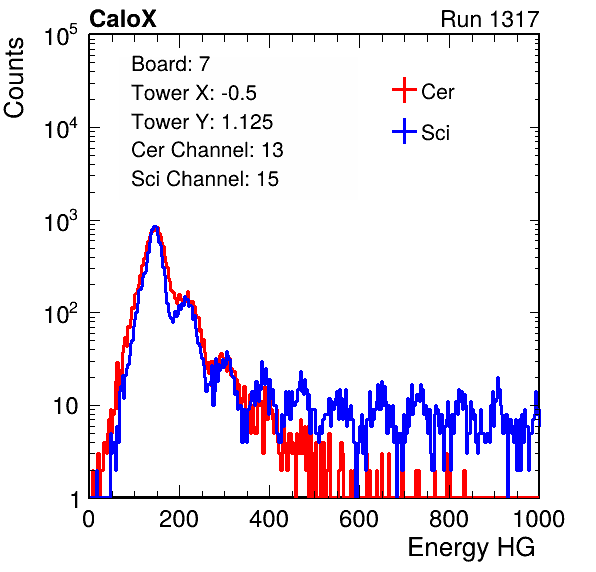 CaloX Run 1317
Counts
10^5
10^4
10^3
10^2
10
1
Board: 7
Tower X: -0.5
Tower Y: 1.125
Cer Channel: 13
Sci Channel: 15
Cer
Sci
0 200 400 600 800 1000
Energy HG